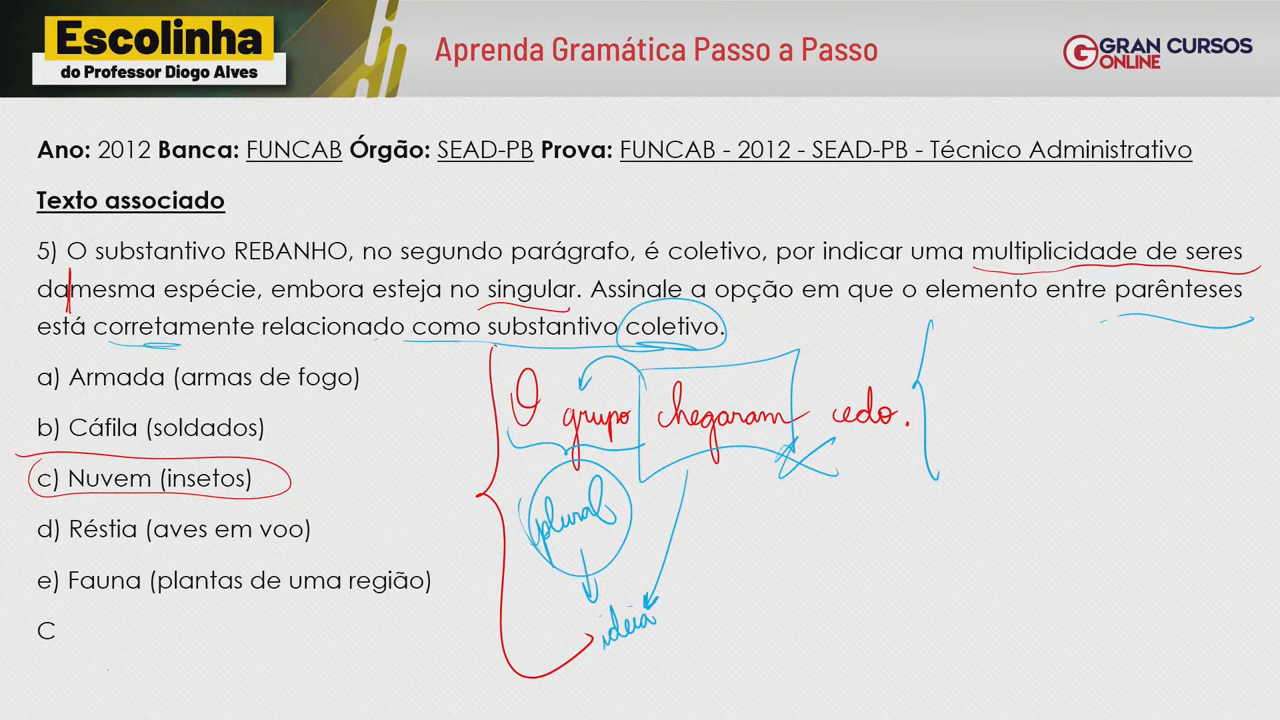 Escolinha
do Professor Diogo Alves
Aprenda Gramática Passo a Passo
GRAN CURSOS
ONLINE
Ano: 2012 Banca: FUNCAB Órgão: SEAD-PB Prova: FUNCAB - 2012 - SEAD-PB - Técnico Administrativo
Texto associado
5) O substantivo REBANHO, no segundo parágrafo, é coletivo, por indicar uma multiplicidade de seres
damesma espécie, embora esteja no singular. Assinale a opção em que o elemento entre parênteses
está corretamente relacionado como substantivo coletivo.
a) Armada (armas de fogo)
b) Cáfila (soldados)
c) Nuvem (insetos)
d) Réstia (aves em voo)
e) Fauna (plantas de uma região)
C
O grupo chegaram cedo.
plural
ideia